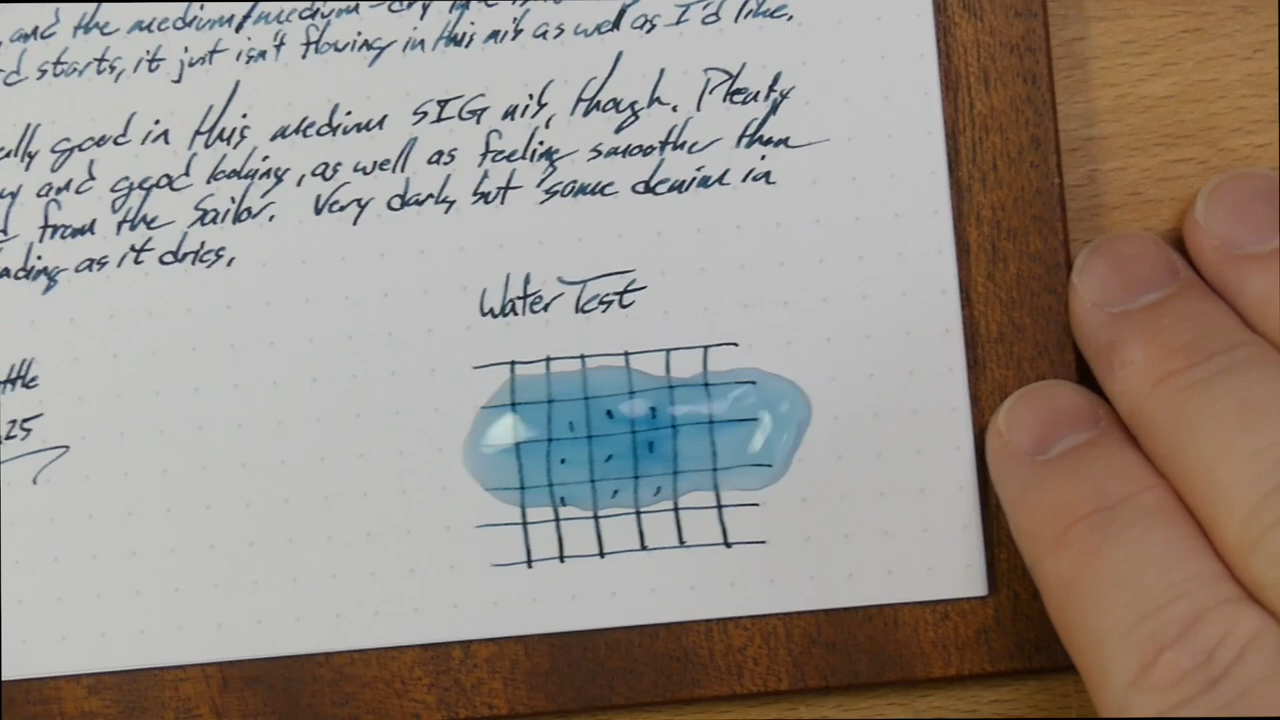 and the medium/medium-dry
starts, it just isn't flowing in this nib as well as I'd like.
good in this medium SIG nib, though. Plenty
and good looking, as well as feeling smoother than
from the Sailor. Very dark, but some denim in
as it dries.
Water Test
25